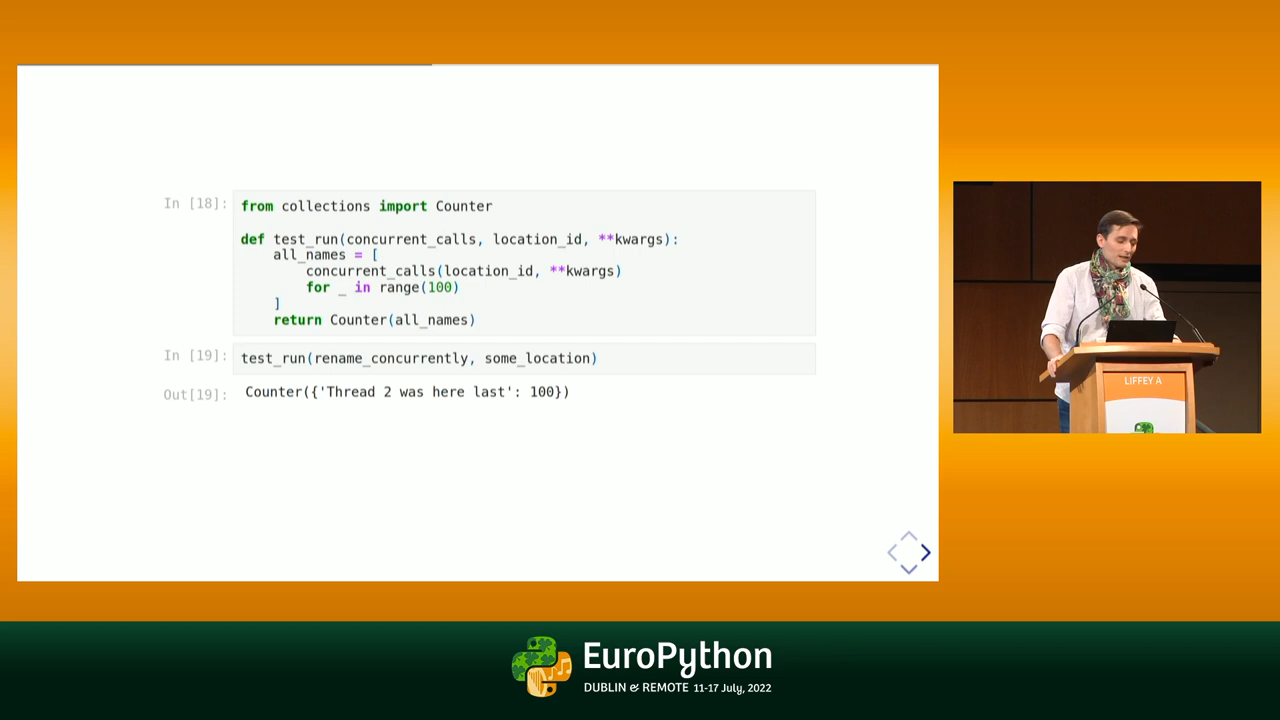 In [18]:
from collections import Counter
def test_run(concurrent_calls, location_id, **kwargs):
    all_names = [
        concurrent_calls(location_id, **kwargs)
        for _ in range(100)
    ]
    return Counter(all_names)
In [19]:
test_run(rename_concurrently, some_location)
Out[19]:
Counter({'Thread 2 was here last': 100})
LIFFEY A
EuroPython
DUBLIN & REMOTE 11-17 July, 2022